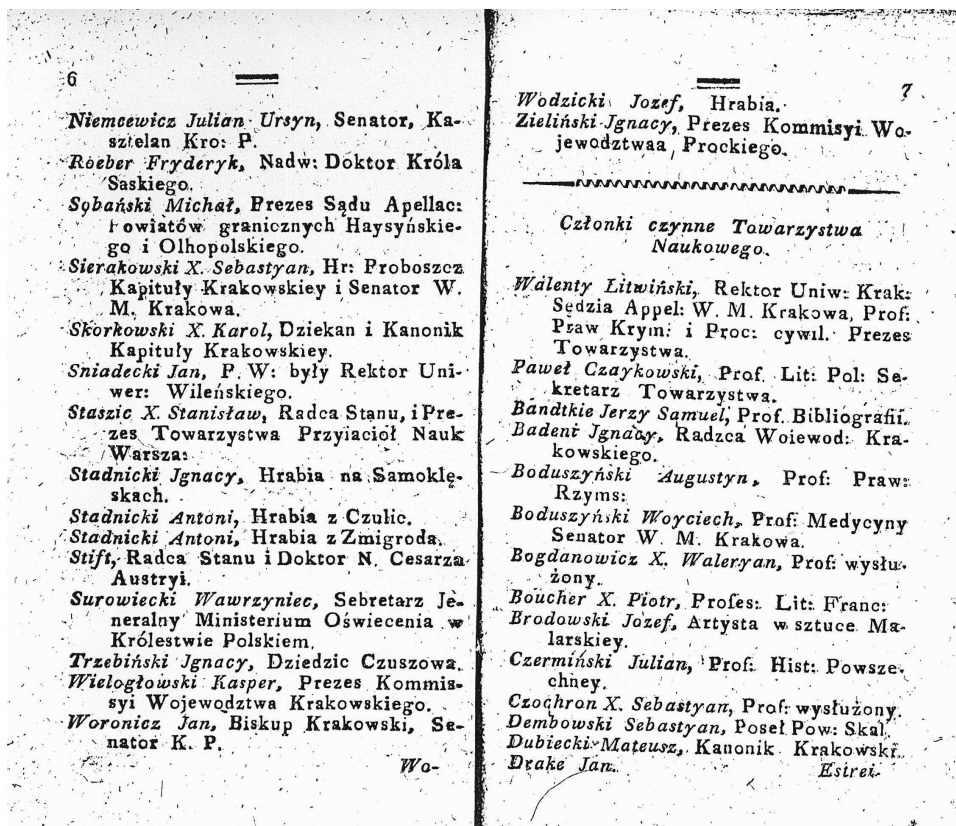 6
Niemcewicz Julian Ursyn, Senator, Ka-
sztelan Kro: P.
Roeber Fryderyk, Nadw: Doktor Króla
Saskiego.
Sobański Michał, Prezes Sądu Apellac:
Powiatów granicznych Haysyńskie-
go i Olhopolskiego.
Sierakowski X. Sebastyan, Hr: Proboszcz
Kapituły Krakowskiey i Senator W.
M. Krakowa.
Skorkowski X. Karol, Dziekan i Kanonik
Kapituły Krakowskiey.
Sniadecki Jan, P. W: były Rektor Uni-
wer: Wileńskiego.
Staszic X. Stanisław, Radca Stanu, i Pre-
zes Towarzystwa Przyiacioł Nauk
Warsza:
Stadnicki Jgnacy, Hrabia na Samoklę-
skach.
Stadnicki Antoni, Hrabia z Czulic.
Stadnicki Antoni, Hrabia z Zmigroda.
Stift, Radca Stanu i Doktor N. Cesarza
Austryi.
Surowiecki Wawrzyniec, Sebretarz Je-
neralny Ministerium Oświecenia w
Królestwie Polskiem.
Trzebiński Jgnacy, Dziedzic Czuszowa.
Wielogłowski Kasper, Prezes Kommis-
syi Wojewodztwa Krakowskiego.
Woronicz Jan, Biskup Krakowski, Se-
nator K. P.
Wo-
7
Wodzicki Jozef, Hrabia.
Zieliński Jgnacy, Prezes Kommisyi Wo-
jewodztwaa Prockiego.
Członki czynne Towarzystwa
Naukowego.
Walenty Litwiński, Rektor Uniw: Krak:
Sędzia Appel: W. M. Krakowa, Prof:
Praw Krym: i Proc: cywil. Prezes
Towarzystwa.
Paweł Czaykowski, Prof. Lit: Pol: Se-
kretarz Towarzystwa.
Bandtkie Jerzy Samuel, Prof. Bibliografii.
Badeni Jgnacy, Radzca Woiewod: Kra-
kowskiego.
Boduszyński Augustyn, Prof: Praw:
Rzyms:
Boduszyński Woyciech, Prof: Medycyny
Senator W. M. Krakowa.
Bogdanowicz X. Waleryan, Prof: wysłu-
żony.
Boucher X. Piotr, Profes: Lit: Franc:
Brodowski Jozef, Artysta w sztuce Ma-
larskiey.
Czermiński Julian, Prof: Hist: Powsze-
chney.
Czochron X. Sebastyan, Prof: wysłużony.
Dembowski Sebastyan, Poseł Pow: Skal.
Dubiecki Mateusz, Kanonik Krakowski.
Drake Jan.
Estrei-